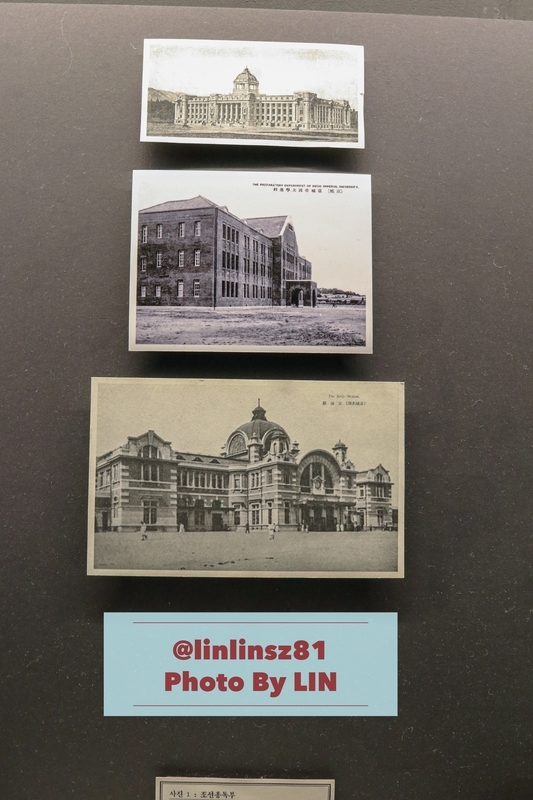 THE PREPARATORY DEPARTMENT OF KEIJO IMPERIAL UNIVERSITY.
The Keijo Station
@linlinsz81
Photo By LIN
사진 1 : 조선총독부